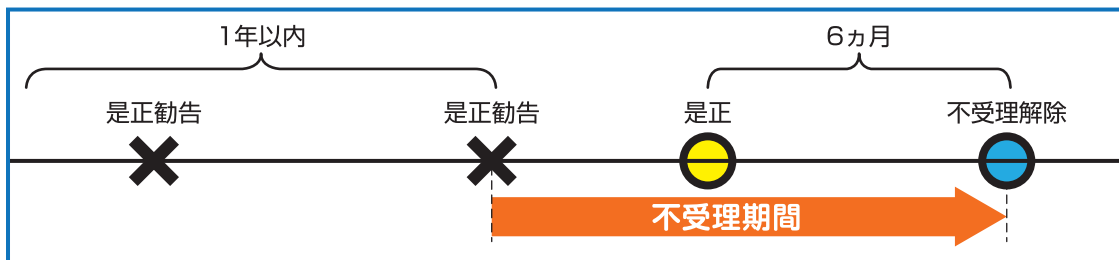 1年以内
6ヵ月
是正勧告
是正勧告
是正
不受理解除
不受理期間